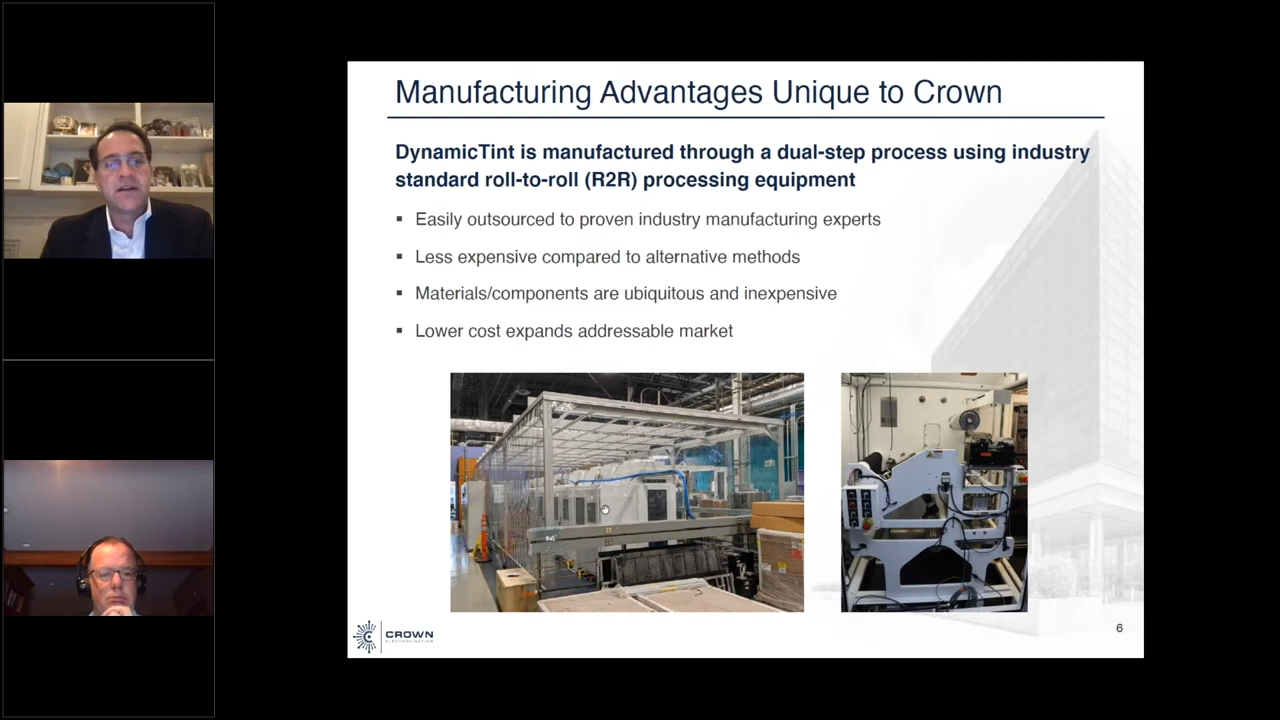 Manufacturing Advantages Unique to Crown
DynamicTint is manufactured through a dual-step process using industry
standard roll-to-roll (R2R) processing equipment
▪ Easily outsourced to proven industry manufacturing experts
▪ Less expensive compared to alternative methods
▪ Materials/components are ubiquitous and inexpensive
▪ Lower cost expands addressable market
CROWN
ELECTROKINETICS
6